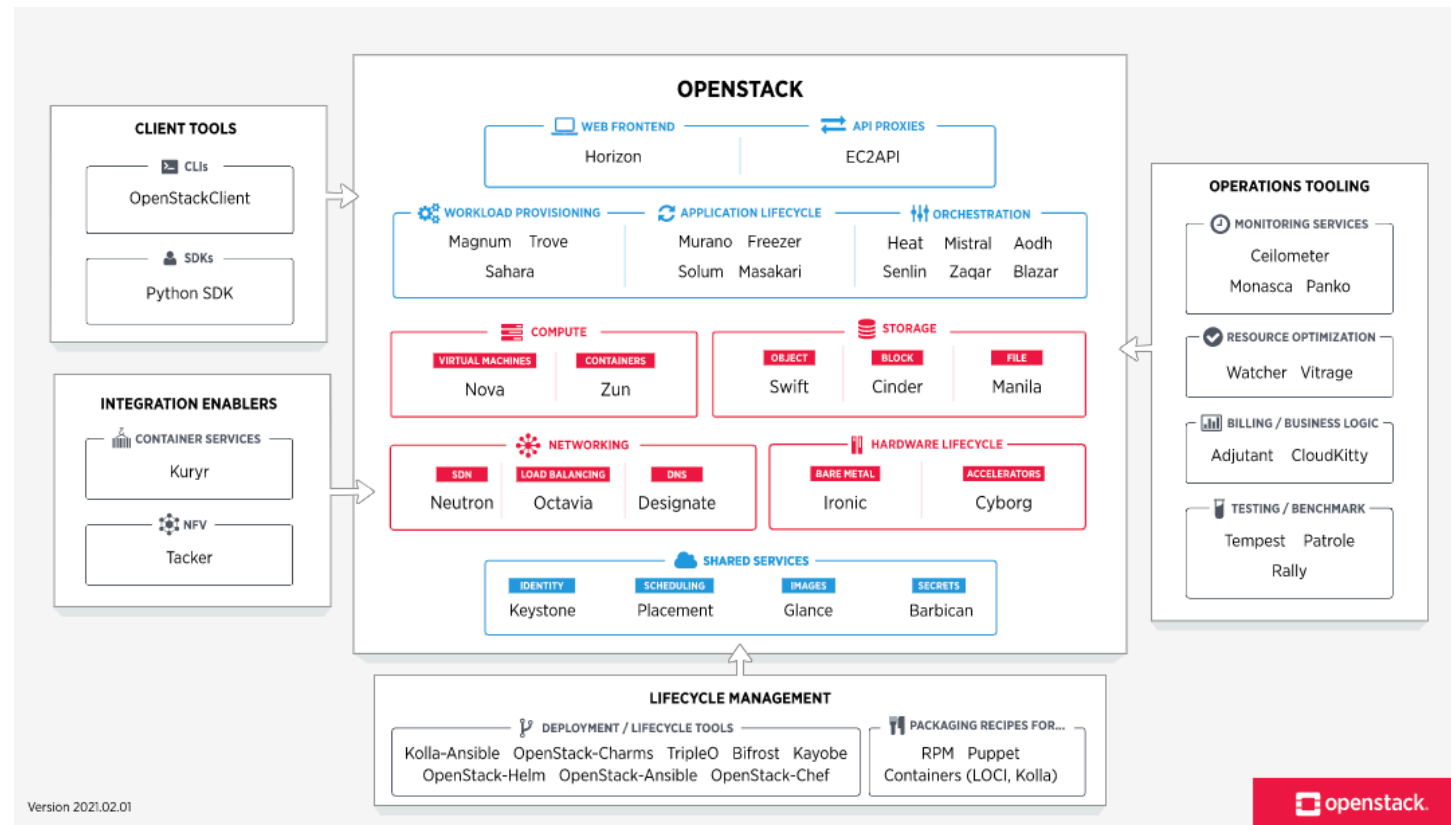 OPENSTACK
WEB FRONTEND
Horizon
API PROXIES
EC2API
WORKLOAD PROVISIONING
Magnum Trove
Sahara
APPLICATION LIFECYCLE
Murano Freezer
Solum Masakari
ORCHESTRATION
Heat Mistral Aodh
Senlin Zaqar Blazar
COMPUTE
VIRTUAL MACHINES
Nova
CONTAINERS
Zun
STORAGE
OBJECT
Swift
BLOCK
Cinder
FILE
Manila
NETWORKING
SDN
Neutron
LOAD BALANCING
Octavia
DNS
Designate
HARDWARE LIFECYCLE
BARE METAL
Ironic
ACCELERATORS
Cyborg
SHARED SERVICES
IDENTITY
Keystone
SCHEDULING
Placement
IMAGES
Glance
SECRETS
Barbican
CLIENT TOOLS
CLIs
OpenStackClient
SDKs
Python SDK
INTEGRATION ENABLERS
CONTAINER SERVICES
Kuryr
NFV
Tacker
OPERATIONS TOOLING
MONITORING SERVICES
Ceilometer
Monasca Panko
RESOURCE OPTIMIZATION
Watcher Vitrage
BILLING / BUSINESS LOGIC
Adjutant CloudKitty
TESTING / BENCHMARK
Tempest Patrole
Rally
LIFECYCLE MANAGEMENT
DEPLOYMENT / LIFECYCLE TOOLS
Kolla-Ansible OpenStack-Charms TripleO Bifrost Kayobe
OpenStack-Helm OpenStack-Ansible OpenStack-Chef
PACKAGING RECIPES FOR...
RPM Puppet
Containers (LOCI, Kolla)
Version 2021.02.01
openstack.